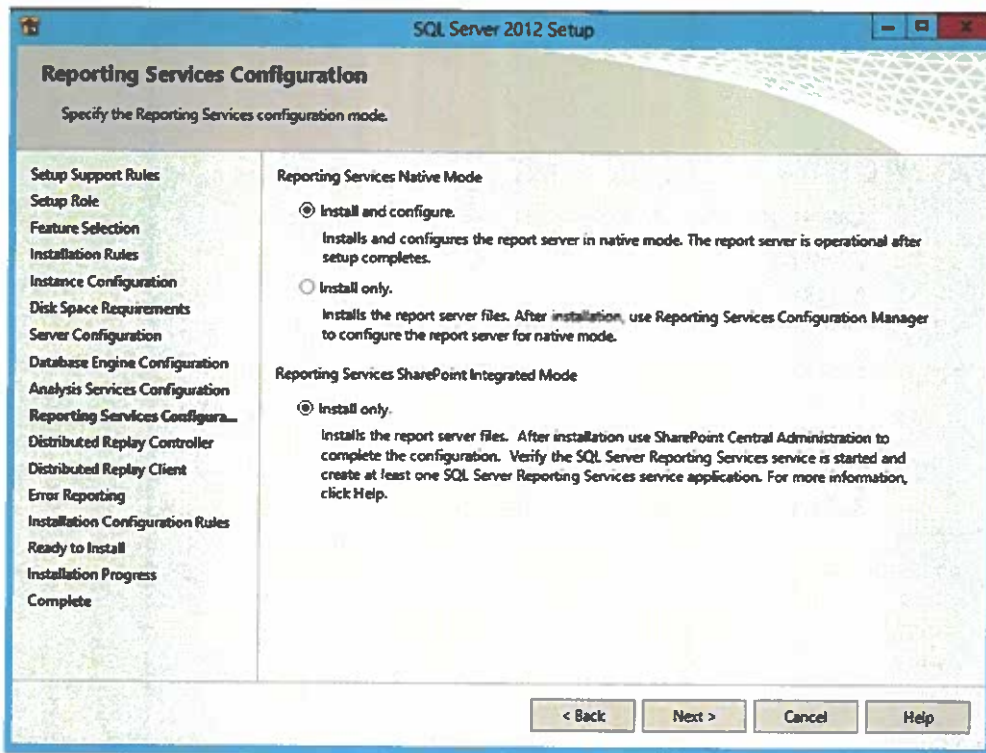 SQL Server 2012 Setup
Reporting Services Configuration
Specify the Reporting Services configuration mode.
Setup Support Rules
Setup Role
Feature Selection
Installation Rules
Instance Configuration
Disk Space Requirements
Server Configuration
Database Engine Configuration
Analysis Services Configuration
Reporting Services Configura...
Distributed Replay Controller
Distributed Replay Client
Error Reporting
Installation Configuration Rules
Ready to Install
Installation Progress
Complete
Reporting Services Native Mode
Install and configure.
Installs and configures the report server in native mode. The report server is operational after
setup completes.
Install only.
Installs the report server files. After installation, use Reporting Services Configuration Manager
to configure the report server for native mode.
Reporting Services SharePoint Integrated Mode
Install only.
Installs the report server files. After installation use SharePoint Central Administration to
complete the configuration. Verify the SQL Server Reporting Services service is started and
create at least one SQL Server Reporting Services service application. For more information,
click Help.
< Back
Next >
Cancel
Help